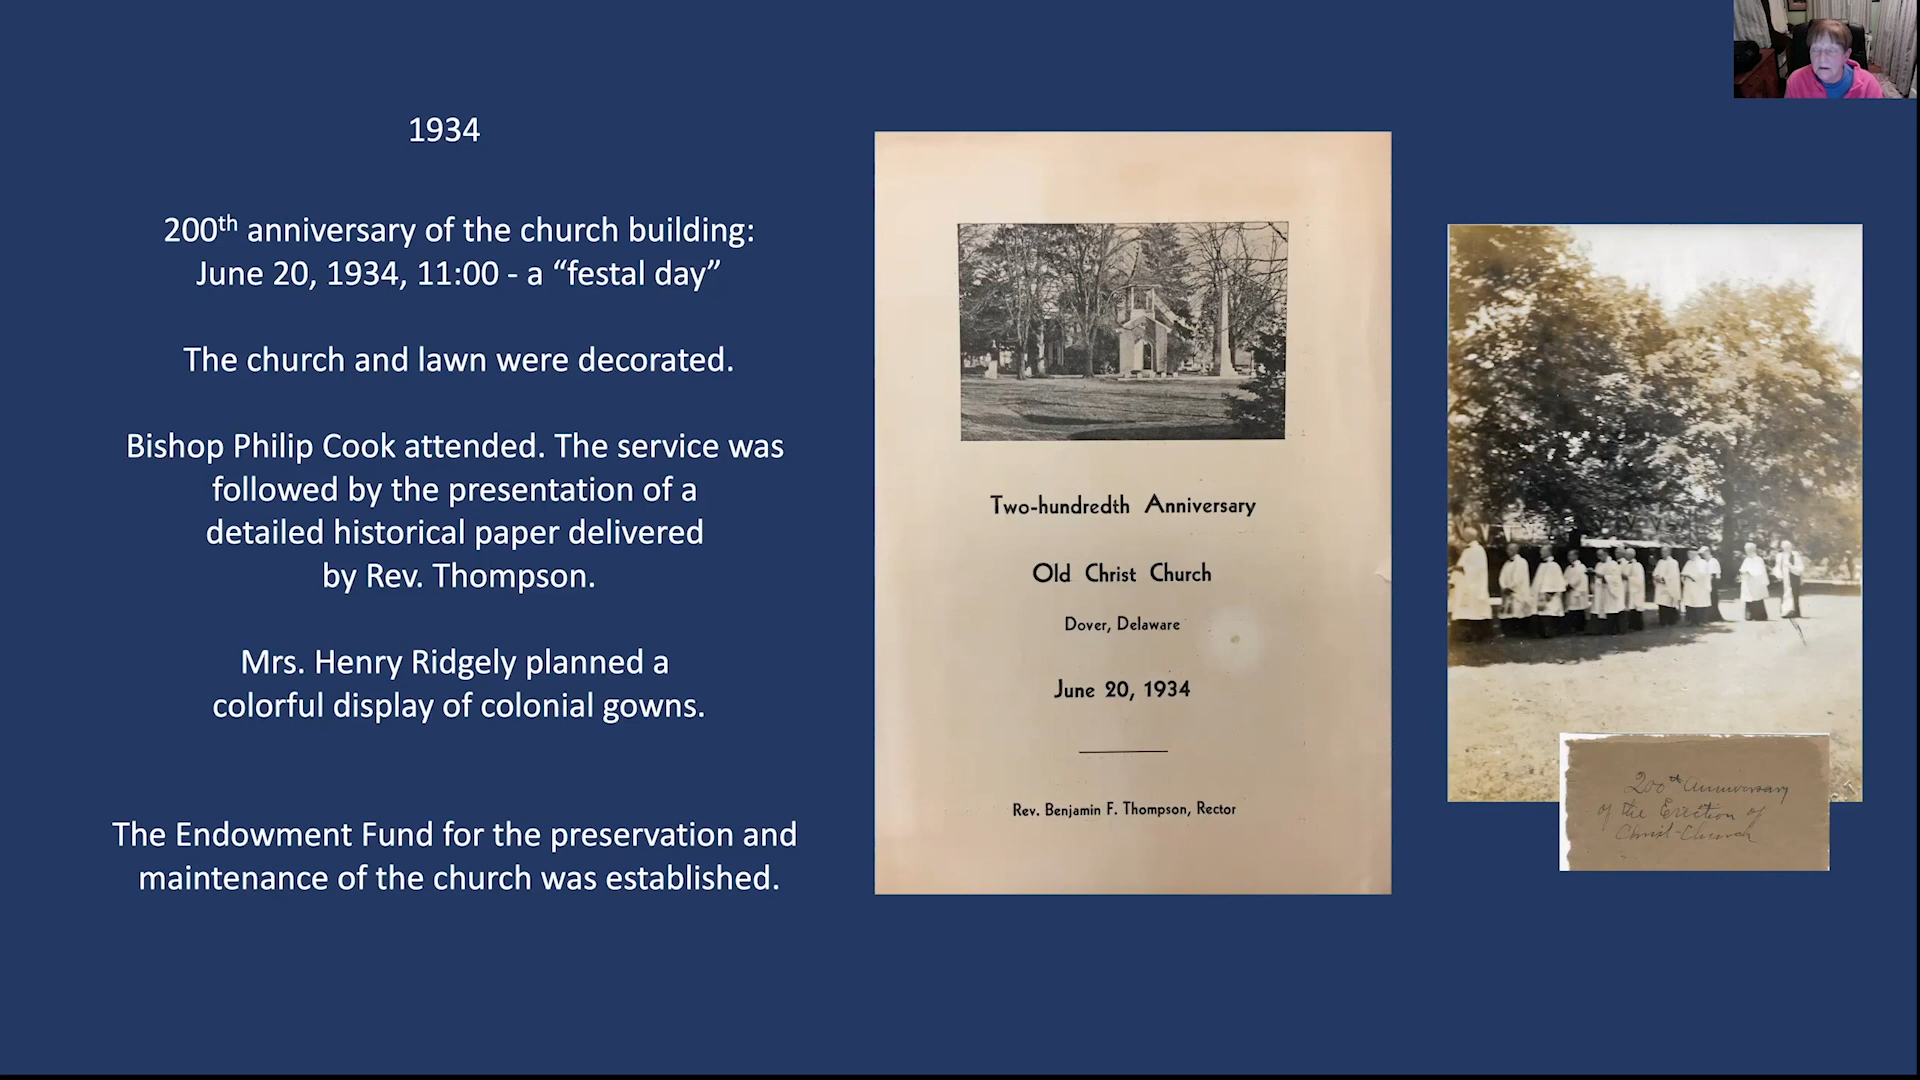 1934
200th anniversary of the church building:
June 20, 1934, 11:00 - a “festal day”
The church and lawn were decorated.
Bishop Philip Cook attended. The service was
followed by the presentation of a
detailed historical paper delivered
by Rev. Thompson.
Mrs. Henry Ridgely planned a
colorful display of colonial gowns.
The Endowment Fund for the preservation and
maintenance of the church was established.
Two-hundredth Anniversary
Old Christ Church
Dover, Delaware
June 20, 1934
Rev. Benjamin F. Thompson, Rector
200th Anniversary
of the Erection of
Christ-Church